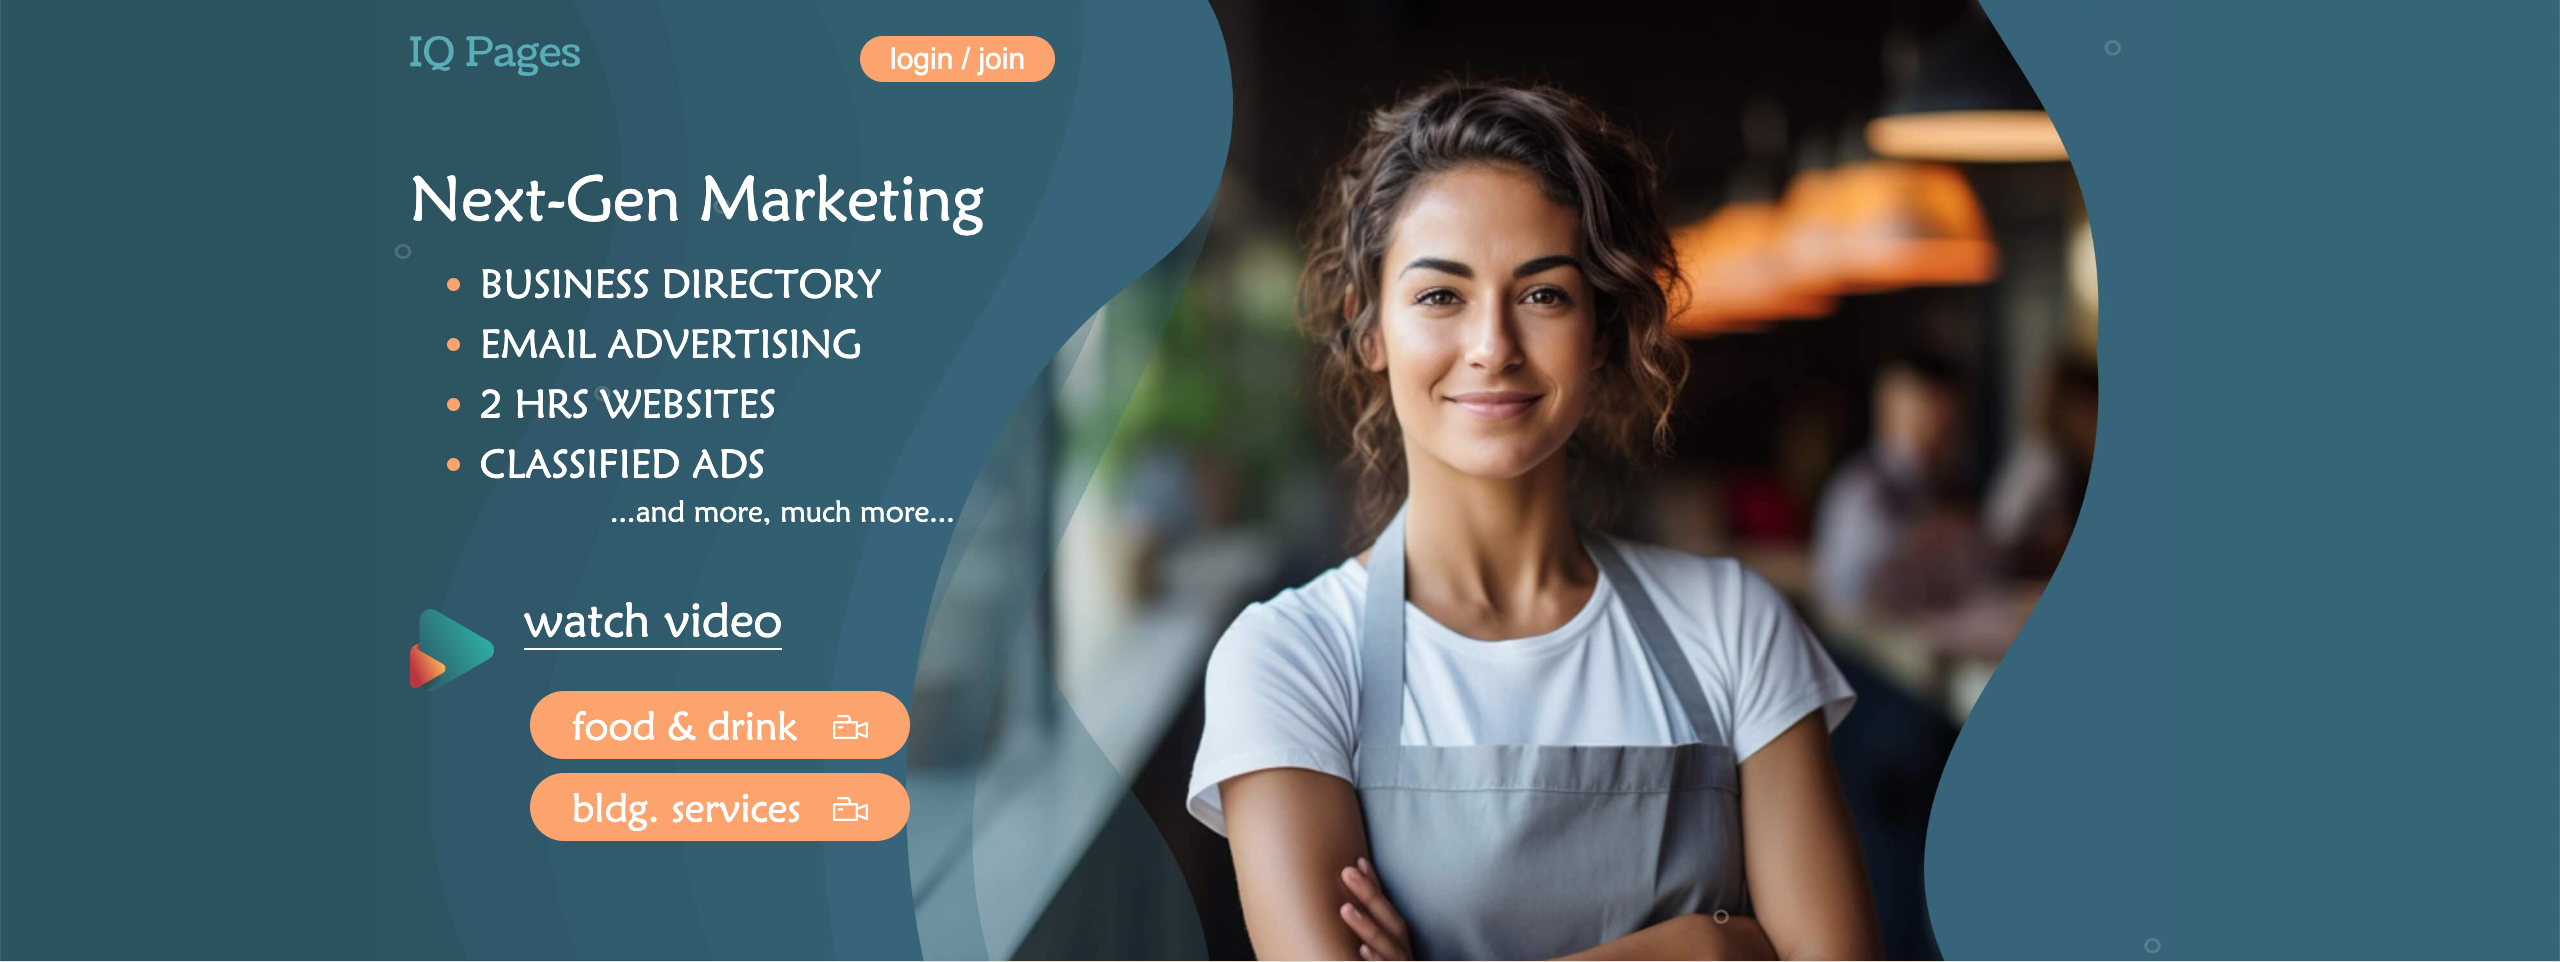 IQ Pages
login / join
Next-Gen Marketing
BUSINESS DIRECTORY
EMAIL ADVERTISING
2 HRS WEBSITES
CLASSIFIED ADS
...and more, much more...
watch video
food & drink
bldg. services